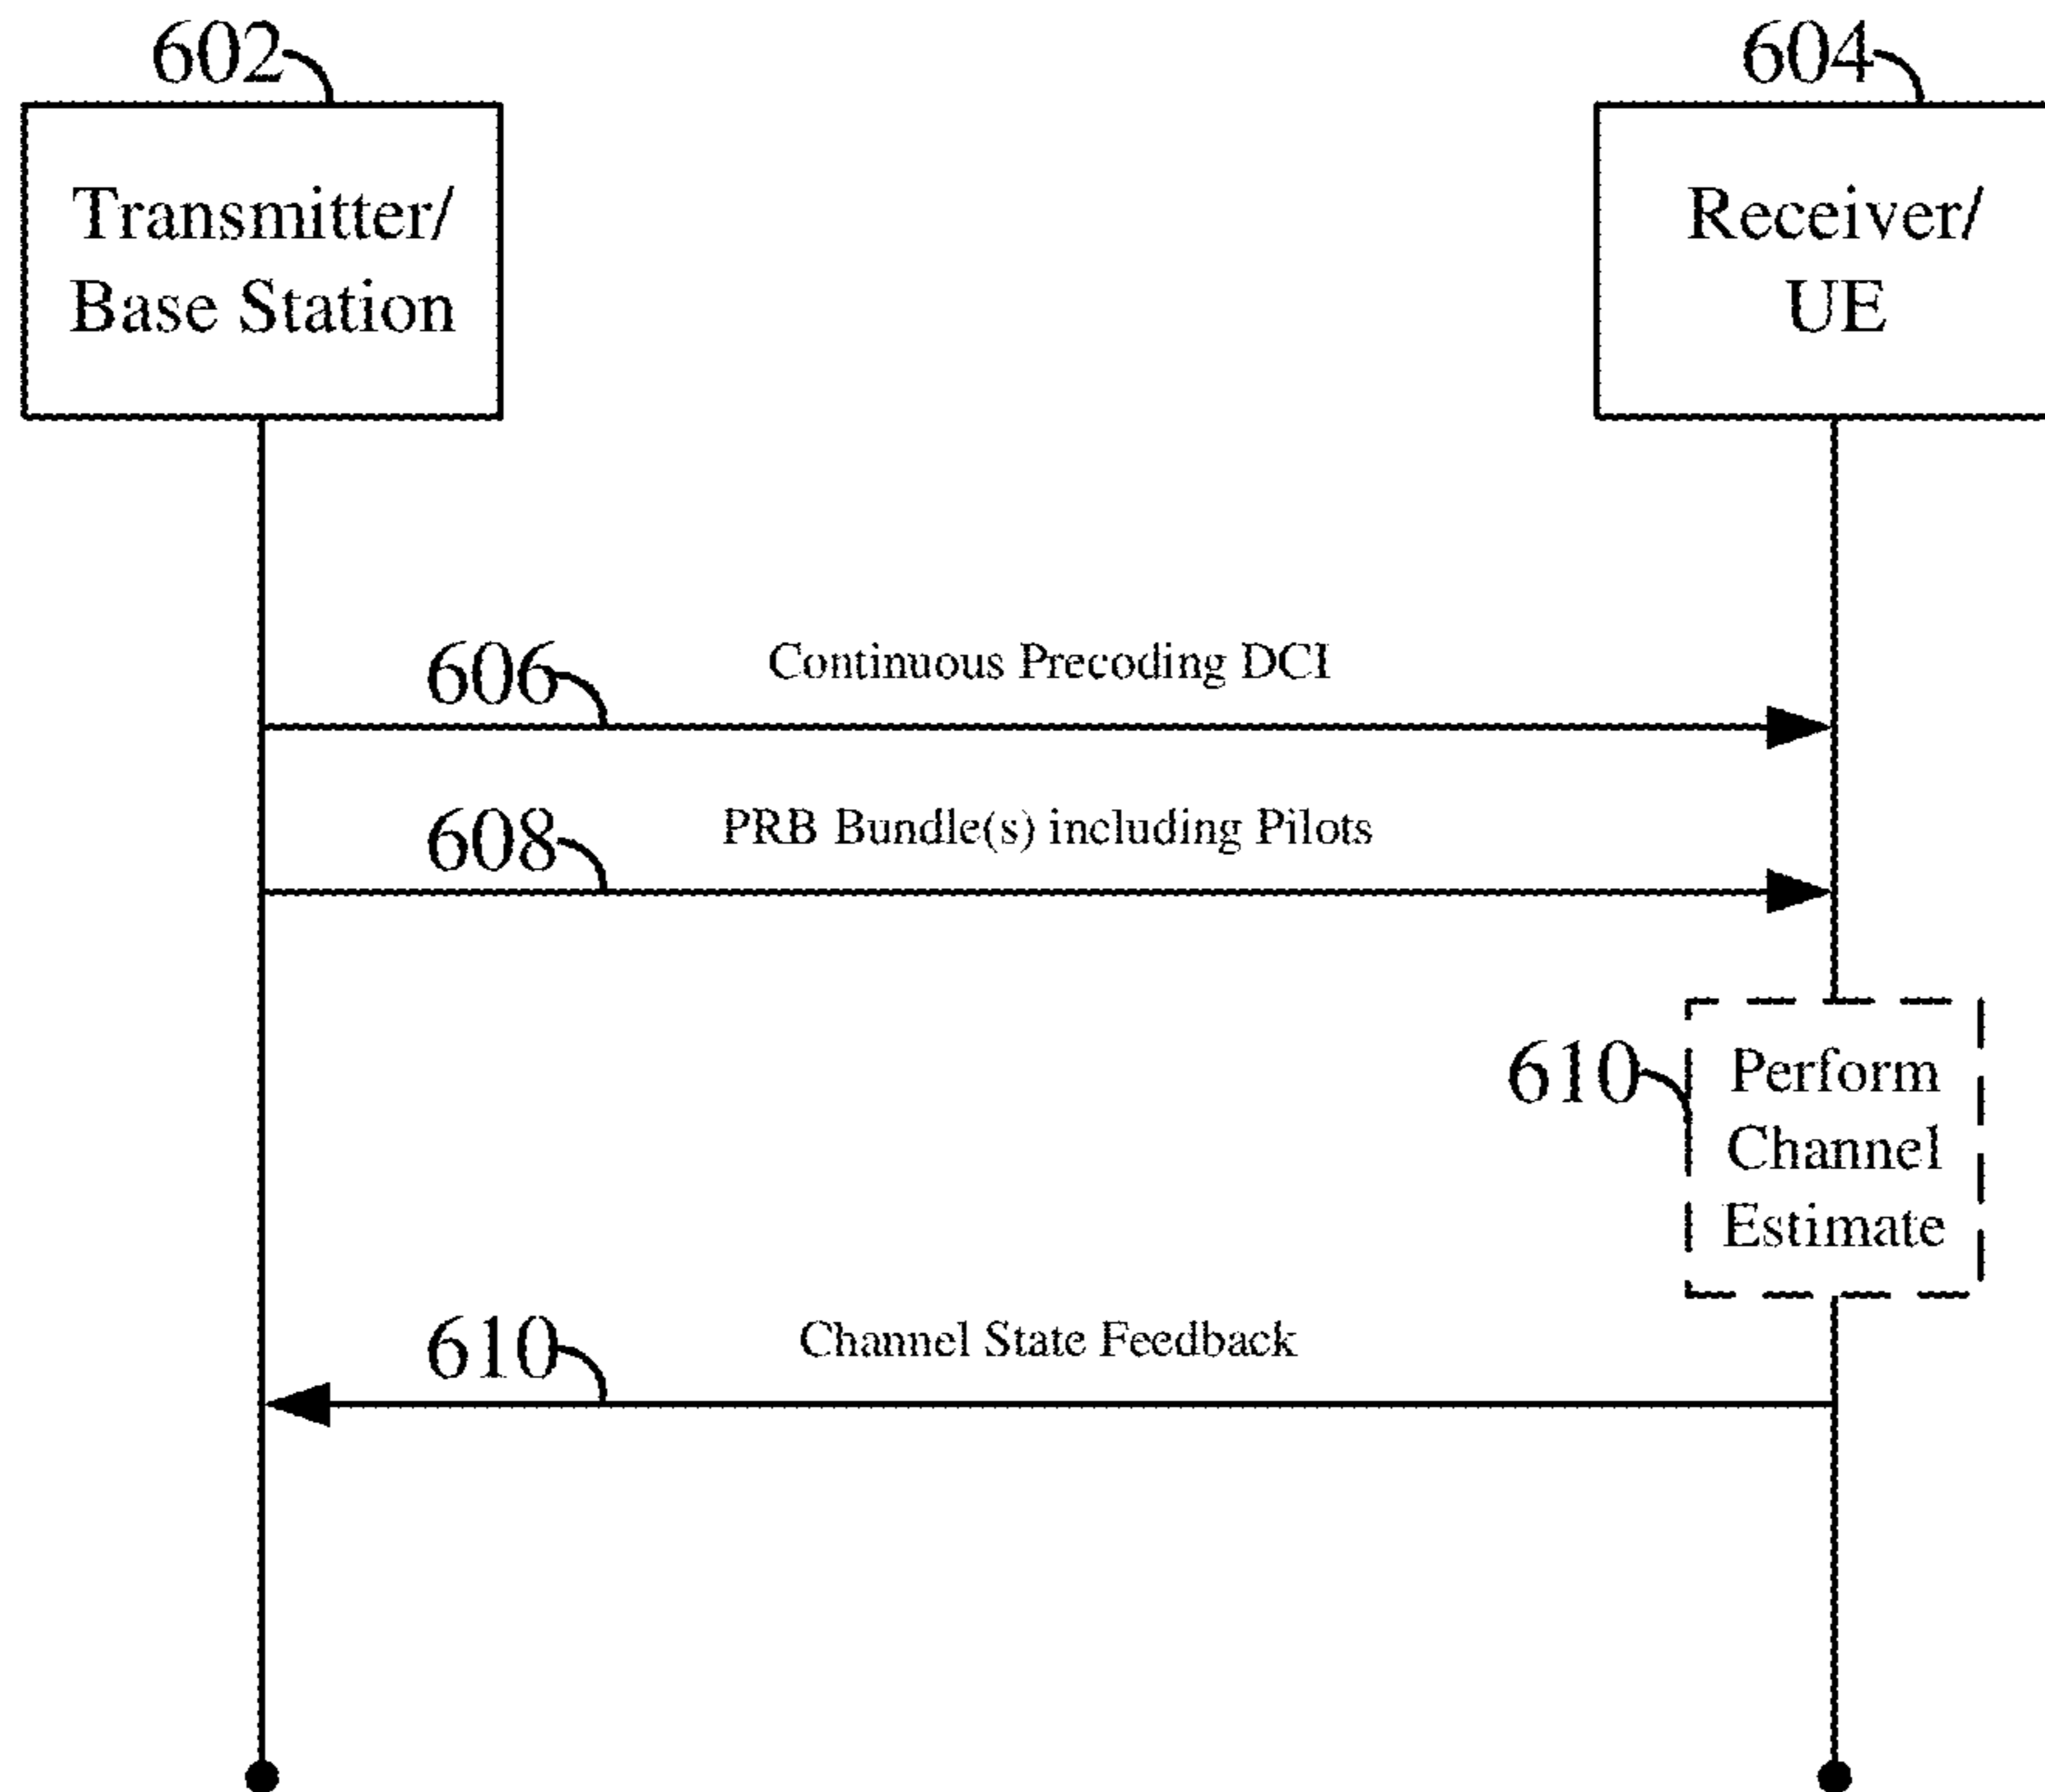 602
604
Transmitter/
Base Station
Receiver/
UE
606
Continuous Precoding DCI
608
PRB Bundle(s) including Pilots
610
Perform
Channel
Estimate
610
Channel State Feedback